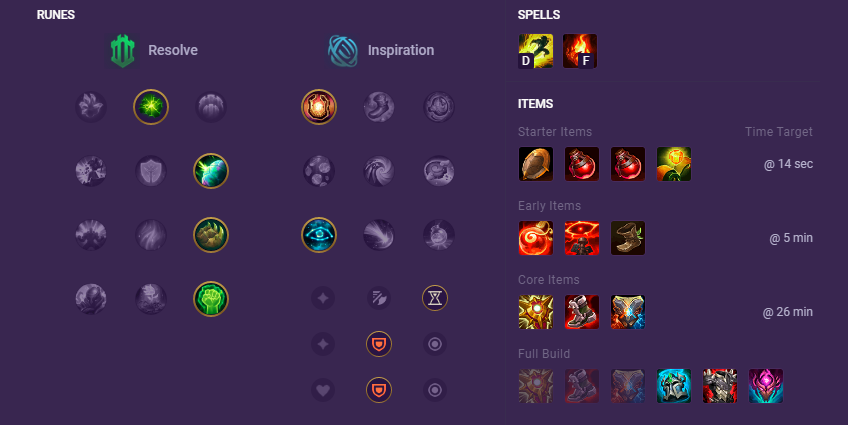 RUNES
Resolve
Inspiration
SPELLS
D
F
ITEMS
Starter Items
Time Target
@ 14 sec
Early Items
@ 5 min
Core Items
@ 26 min
Full Build